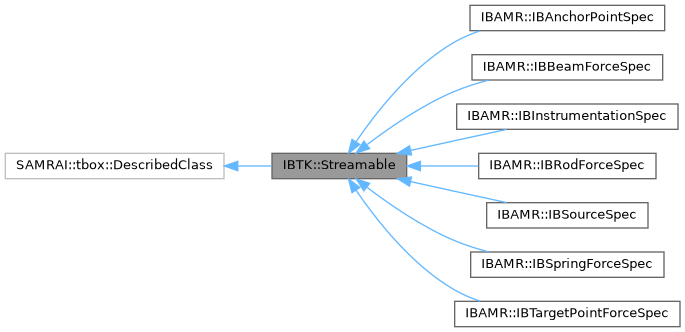 IBAMR::IBAnchorPointSpec
IBAMR::IBBeamForceSpec
IBAMR::IBInstrumentationSpec
SAMRAI::tbox::DescribedClass
IBTK::Streamable
IBAMR::IBRodForceSpec
IBAMR::IBSourceSpec
IBAMR::IBSpringForceSpec
IBAMR::IBTargetPointForceSpec